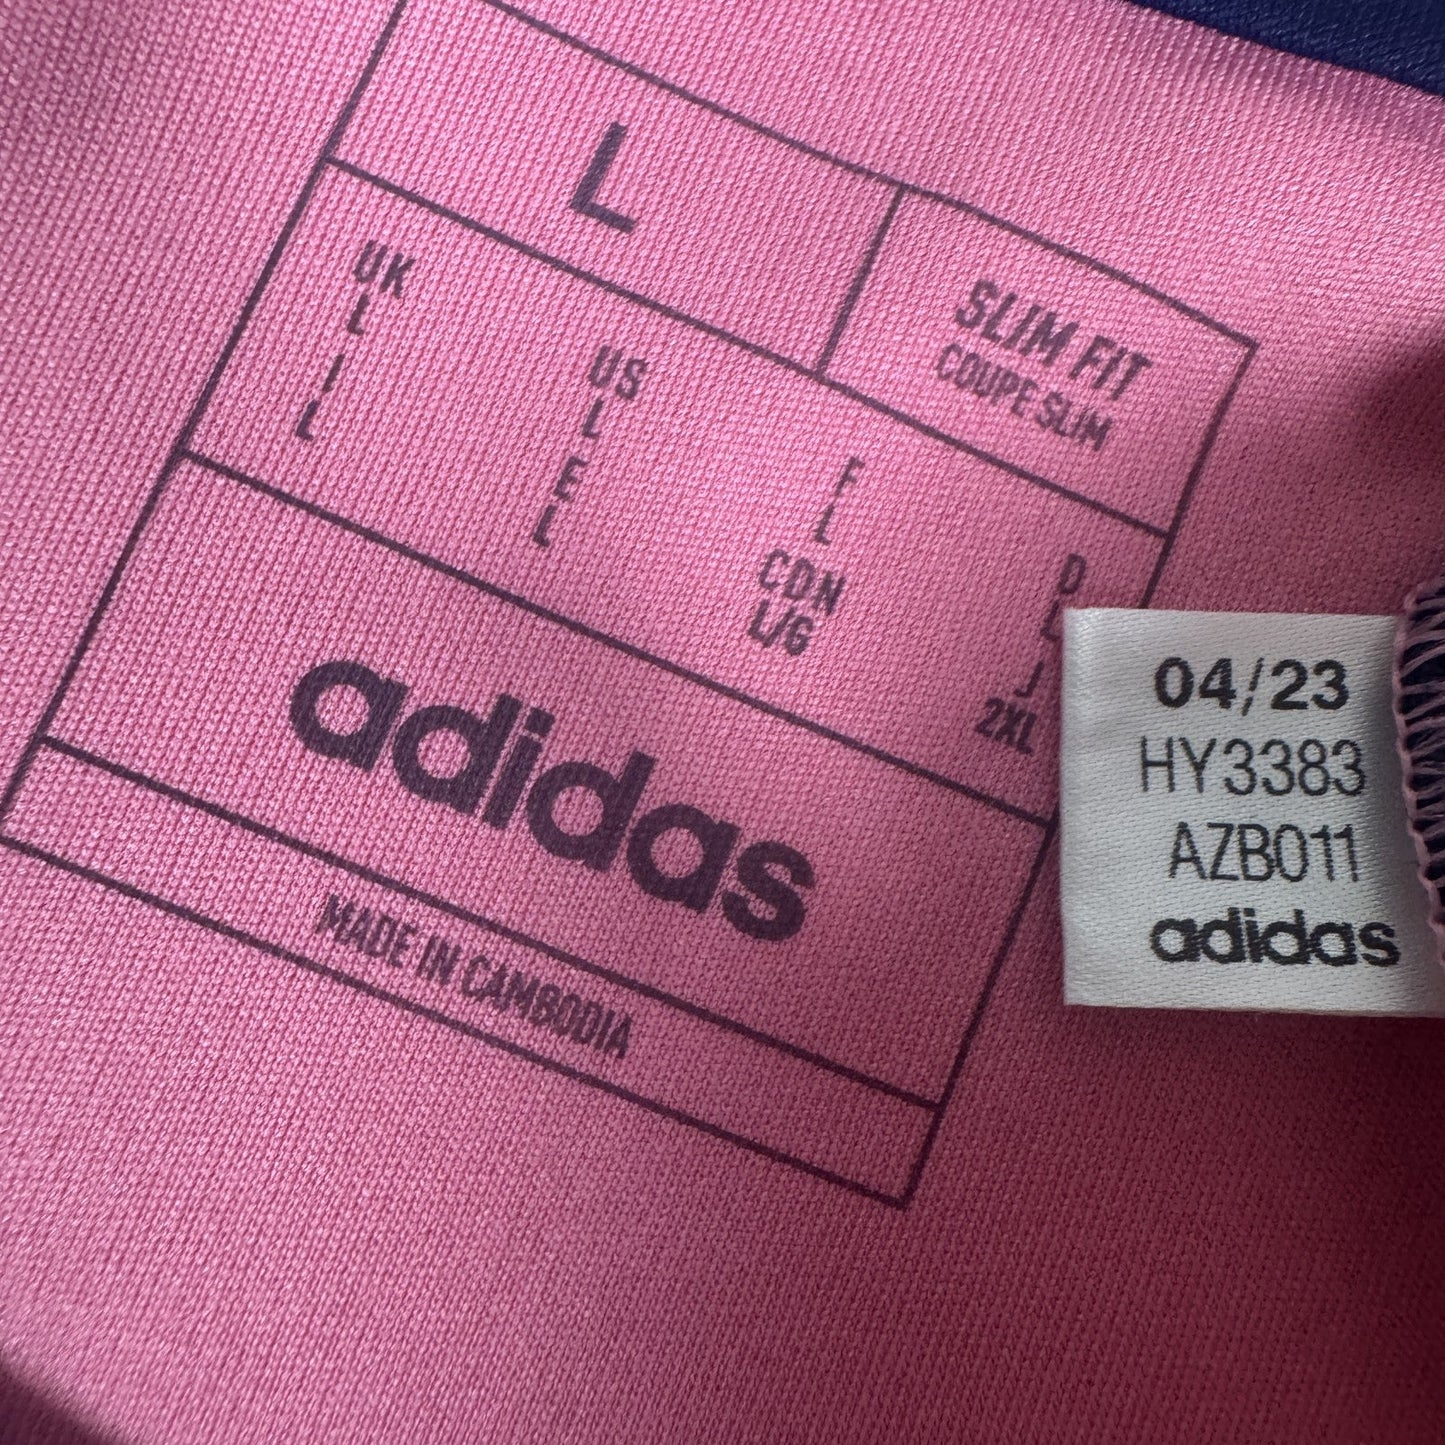 L
SLIM FIT
COUPE SLIM
UK US F D
L L L L
I E CDN J
L L L/G 2XL
adidas
MADE IN CAMBODIA
04/23
HY3383
AZB011
adidas